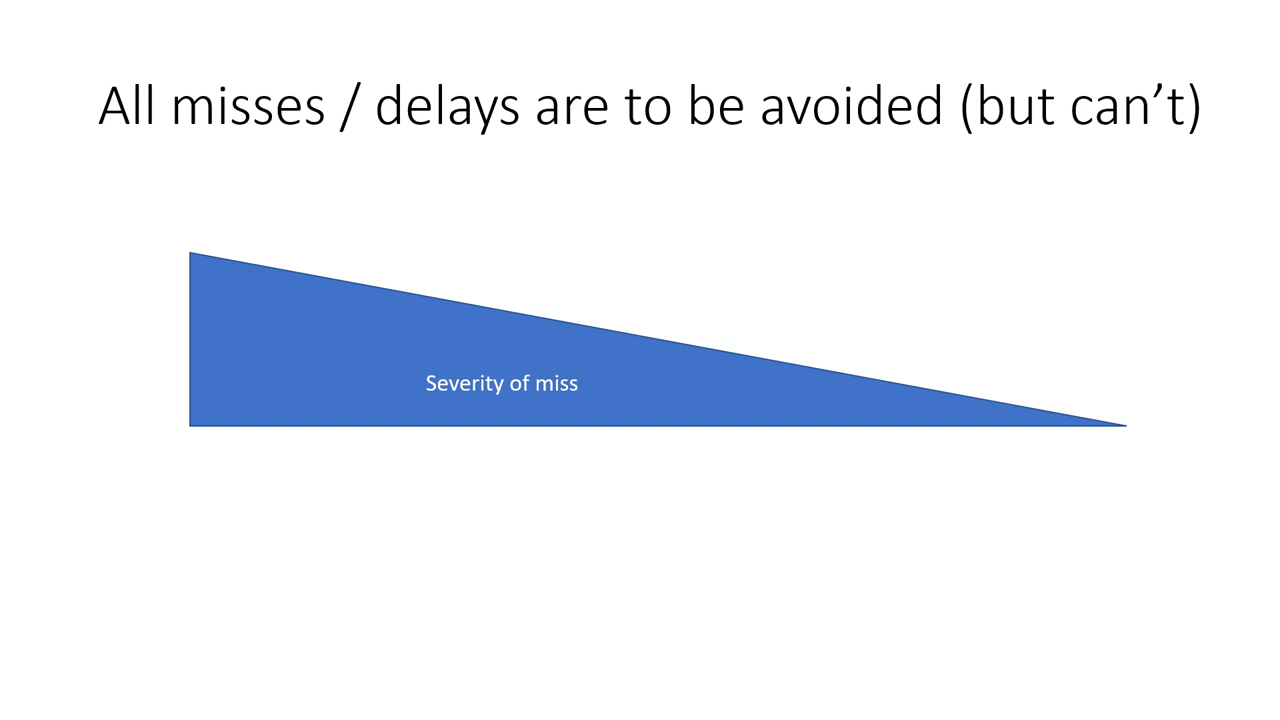 All misses / delays are to be avoided (but can’t)
Severity of miss